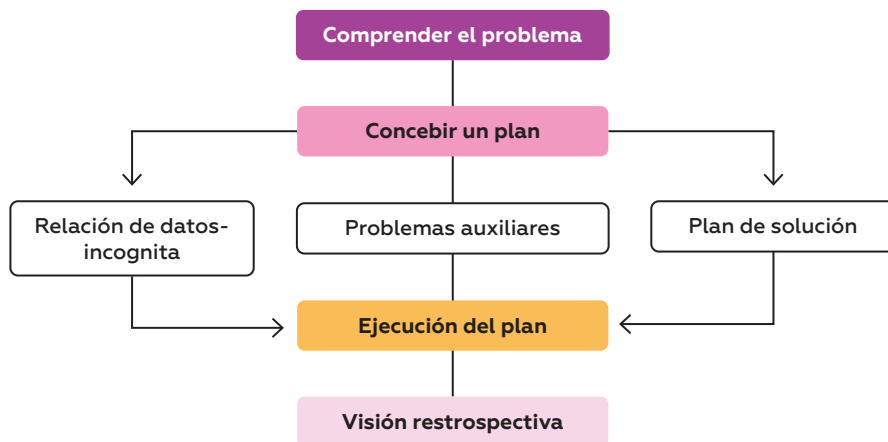 Comprender el problema
Concebir un plan
Relación de datos-
incognita
Problemas auxiliares
Plan de solución
Ejecución del plan
Visión restrospectiva